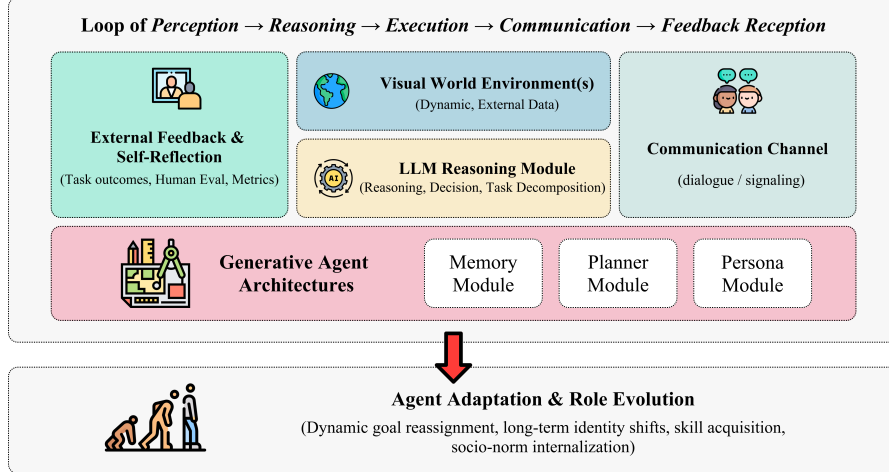 Loop of Perception → Reasoning → Execution → Communication → Feedback Reception
External Feedback &
Self-Reflection
(Task outcomes, Human Eval, Metrics)
Visual World Environment(s)
(Dynamic, External Data)
AI
LLM Reasoning Module
(Reasoning, Decision, Task Decomposition)
Communication Channel
(dialogue / signaling)
Generative Agent
Architectures
Memory
Module
Planner
Module
Persona
Module
Agent Adaptation & Role Evolution
(Dynamic goal reassignment, long-term identity shifts, skill acquisition,
socio-norm internalization)